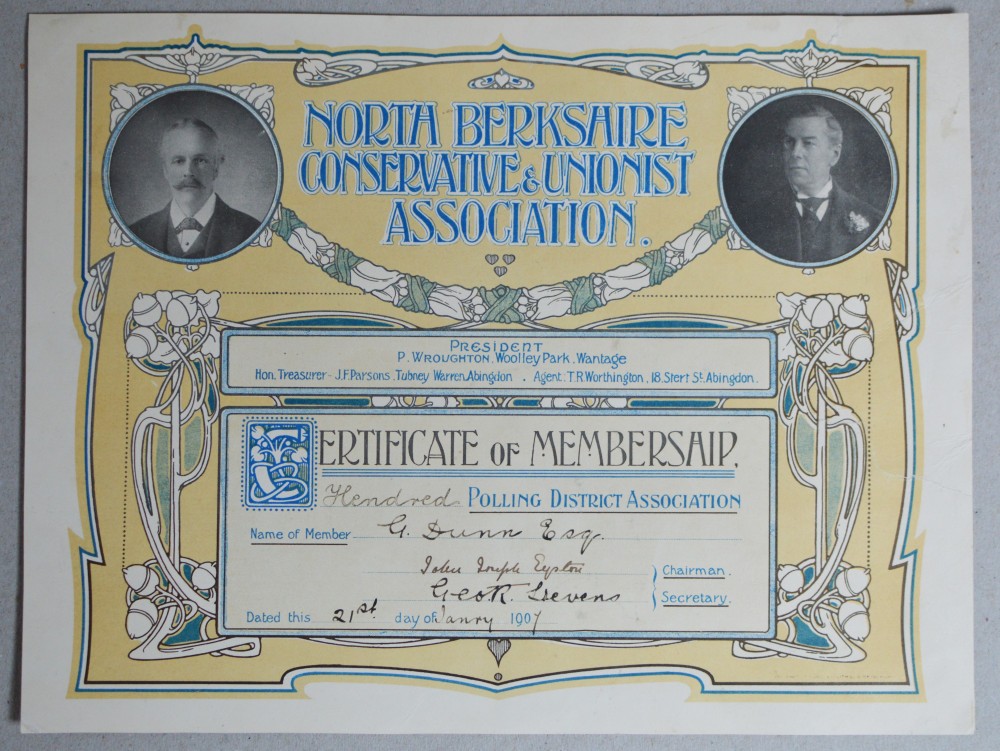 NORTH BERKSHIRE
CONSERVATIVE & UNIONIST
ASSOCIATION.
PRESIDENT
P. WROUGHTON, WOOLLEY PARK, WANTAGE
Hon. Treasurer - J.F. Parsons, Tubney Warren, Abingdon . Agent: T.R. Worthington, 18. Stert St. Abingdon.
CERTIFICATE OF MEMBERSHIP.
Hendred POLLING DISTRICT ASSOCIATION
Name of Member G. Dunn Esq.
John Joseph Eyston Chairman.
Geo R. Stevens Secretary.
Dated this 21st day of Janry 1907